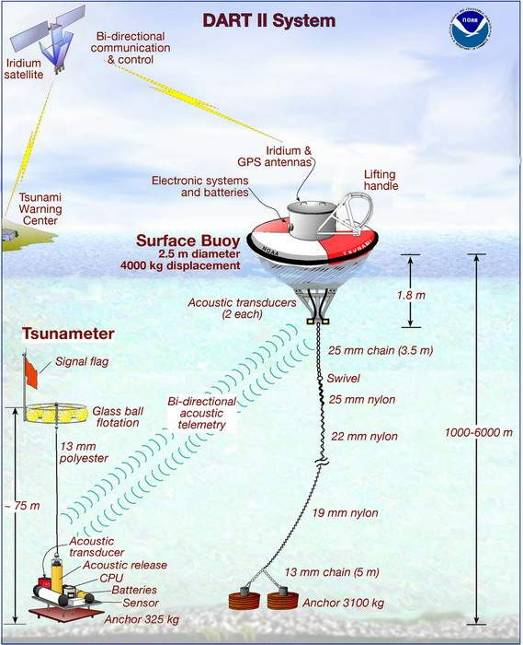 DART II System
NOAA
Bi-directional
communication
& control
Iridium
satellite
Iridium &
GPS antennas
Lifting
handle
Electronic systems
and batteries
Tsunami
Warning
Center
Surface Buoy
2.5 m diameter
4000 kg displacement
NOAA
TSUNAMI
Acoustic transducers
(2 each)
1.8 m
Tsunameter
Signal flag
25 mm chain (3.5 m)
Swivel
25 mm nylon
Glass ball
flotation
Bi-directional
acoustic
telemetry
22 mm nylon
1000-6000 m
13 mm
polyester
~ 75 m
19 mm nylon
Acoustic
transducer
Acoustic release
CPU
Batteries
Sensor
Anchor 325 kg
13 mm chain (5 m)
Anchor 3100 kg